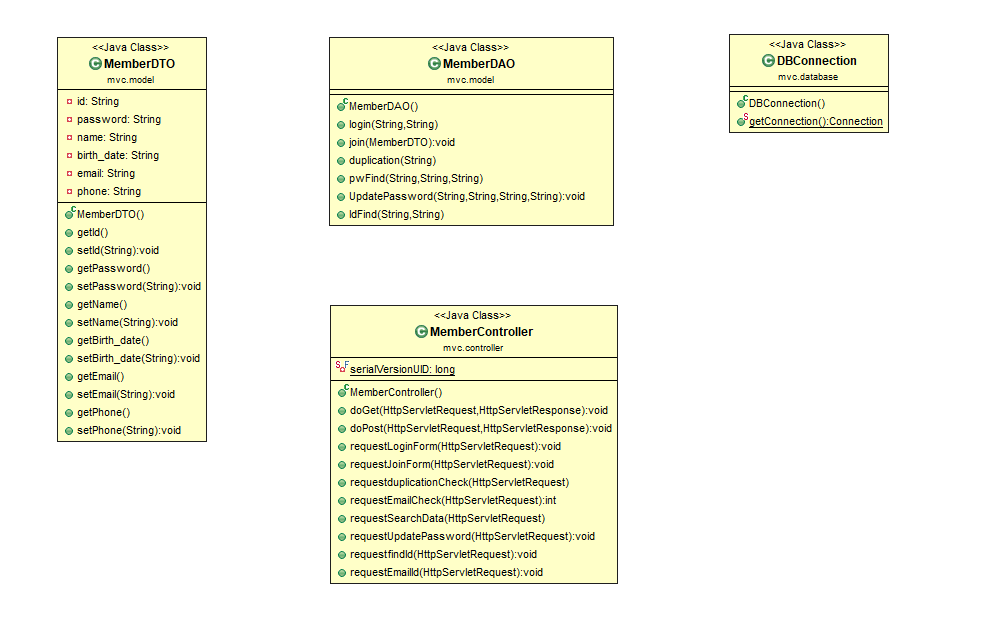 <<Java Class>>
MemberDTO
mvc.model
id: String
password: String
name: String
birth_date: String
email: String
phone: String
MemberDTO()
getId()
setId(String):void
getPassword()
setPassword(String):void
getName()
setName(String):void
getBirth_date()
setBirth_date(String):void
getEmail()
setEmail(String):void
getPhone()
setPhone(String):void
<<Java Class>>
MemberDAO
mvc.model
MemberDAO()
login(String,String)
join(MemberDTO):void
duplication(String)
pwFind(String,String,String)
UpdatePassword(String,String,String,String):void
IdFind(String,String)
<<Java Class>>
DBConnection
mvc.database
DBConnection()
getConnection():Connection
<<Java Class>>
MemberController
mvc.controller
serialVersionUID: long
MemberController()
doGet(HttpServletRequest,HttpServletResponse):void
doPost(HttpServletRequest,HttpServletResponse):void
requestLoginForm(HttpServletRequest):void
requestJoinForm(HttpServletRequest):void
requestduplicationCheck(HttpServletRequest)
requestEmailCheck(HttpServletRequest):int
requestSearchData(HttpServletRequest)
requestUpdatePassword(HttpServletRequest):void
requestfindId(HttpServletRequest):void
requestEmailId(HttpServletRequest):void